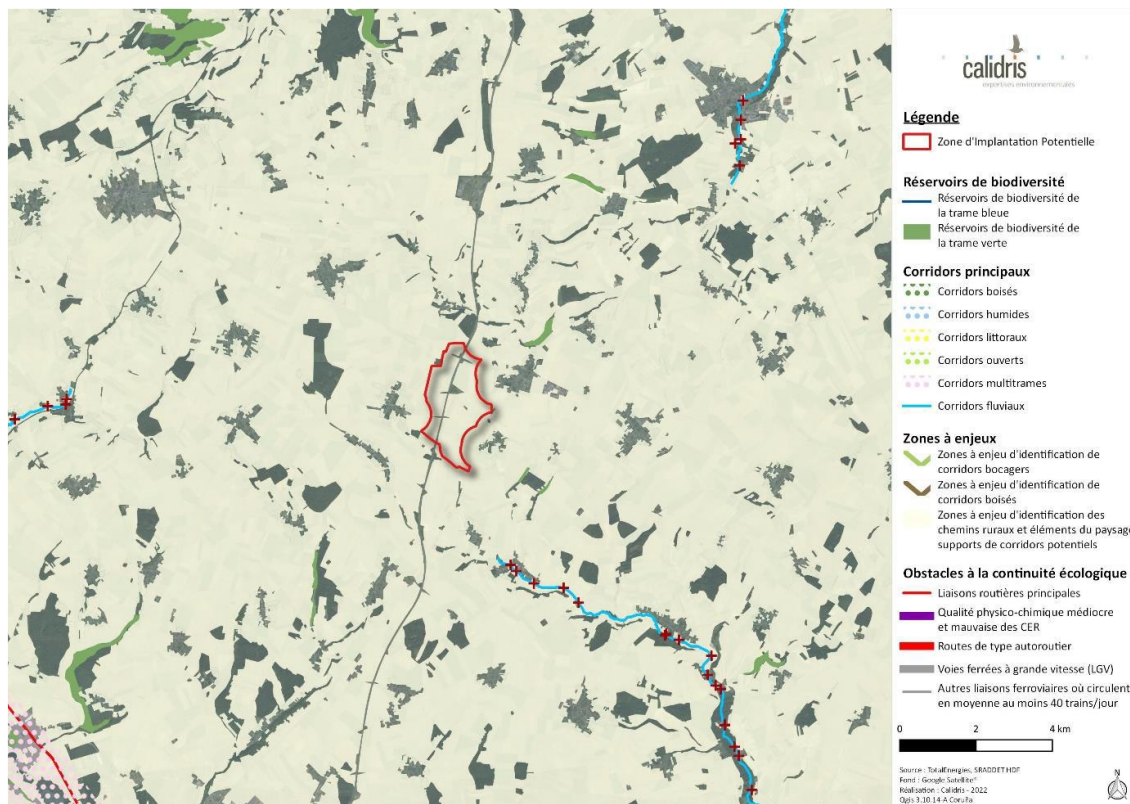 calidris
expertises environnementales
Légende
Zone d'Implantation Potentielle
Réservoirs de biodiversité
Réservoirs de biodiversité de
la trame bleue
Réservoirs de biodiversité de
la trame verte
Corridors principaux
Corridors boisés
Corridors humides
Corridors littoraux
Corridors ouverts
Corridors multitrames
Corridors fluviaux
Zones à enjeux
Zones à enjeu d'identification de
corridors bocagers
Zones à enjeu d'identification de
corridors boisés
Zones à enjeu d'identification des
chemins ruraux et éléments du paysage
supports de corridors potentiels
Obstacles à la continuité écologique
Liaisons routières principales
Qualité physico-chimique médiocre
et mauvaise des CER
Routes de type autoroutier
Voies ferrées à grande vitesse (LGV)
Autres liaisons ferroviaires où circulent
en moyenne au moins 40 trains/jour
0 2 4 km
Source : TotalEnergies, SRADDET HDF
Fond : Google Satellite®
Réalisation : Calidris - 2022
Qgis 3.10.14-A Coruña
N